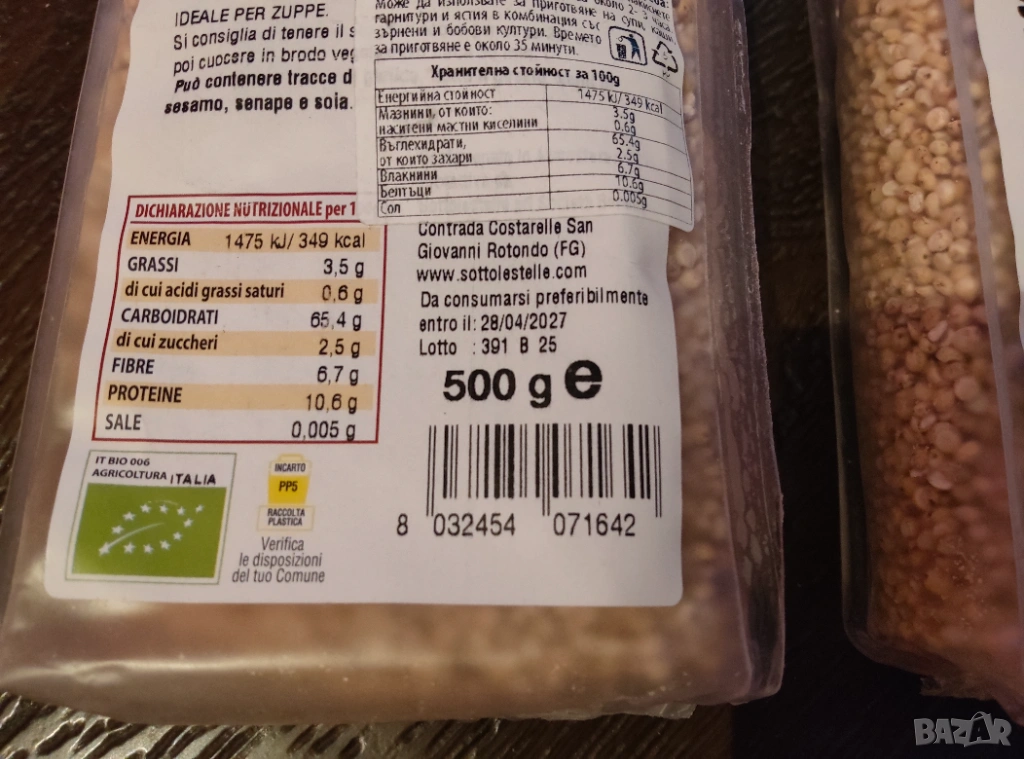 IDEALE PER ZUPPE.
Si consiglia di tenere il
poi cuocere in brodo
Può contenere tracce
sesamo, senape e soia.
гарнитури и ястия в комбинация със
зърнени и бобови култури. Времето
за приготвяне е около 35 минути.
Хранителна стойност за 100g
Енергийна стойност 1475 kJ/ 349 kcal
Мазнини, от които: 3.5g
наситени мастни киселини 0.6g
Въглехидрати, 65.4g
от които захари 2.5g
Влакнини 6.7g
Белтъци 10.6g
Сол 0.005g
DICHIARAZIONE NUTRIZIONALE per 1
ENERGIA 1475 kJ/ 349 kcal
GRASSI 3,5 g
di cui acidi grassi saturi 0,6 g
CARBOIDRATI 65,4 g
di cui zuccheri 2,5 g
FIBRE 6,7 g
PROTEINE 10,6 g
SALE 0,005 g
Contrada Costarelle San
Giovanni Rotondo (FG)
www.sottolestelle.com
Da consumarsi preferibilmente
entro il: 28/04/2027
Lotto : 391 B 25
500 g e
IT BIO 006
AGRICOLTURA ITALIA
INCARTO
PP5
RACCOLTA
PLASTICA
Verifica
le disposizioni
del tuo Comune
8 032454 071642
BAZAR